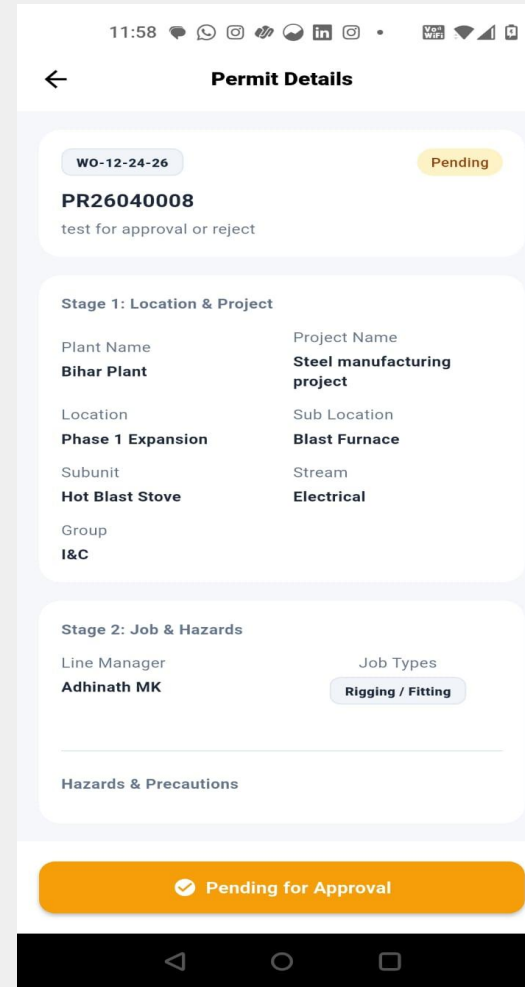 11:58
Vo))
WiFi
Permit Details
WO-12-24-26
Pending
PR26040008
test for approval or reject
Stage 1: Location & Project
Plant Name
Bihar Plant
Project Name
Steel manufacturing
project
Location
Phase 1 Expansion
Sub Location
Blast Furnace
Subunit
Hot Blast Stove
Stream
Electrical
Group
I&C
Stage 2: Job & Hazards
Line Manager
Adhinath MK
Job Types
Rigging / Fitting
Hazards & Precautions
Pending for Approval